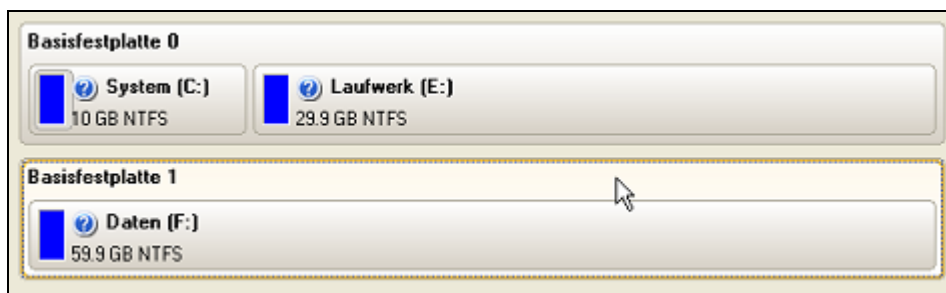 Basisfestplatte 0
System (C:)
10 GB NTFS
Laufwerk (E:)
29.9 GB NTFS
Basisfestplatte 1
Daten (F:)
59.9 GB NTFS